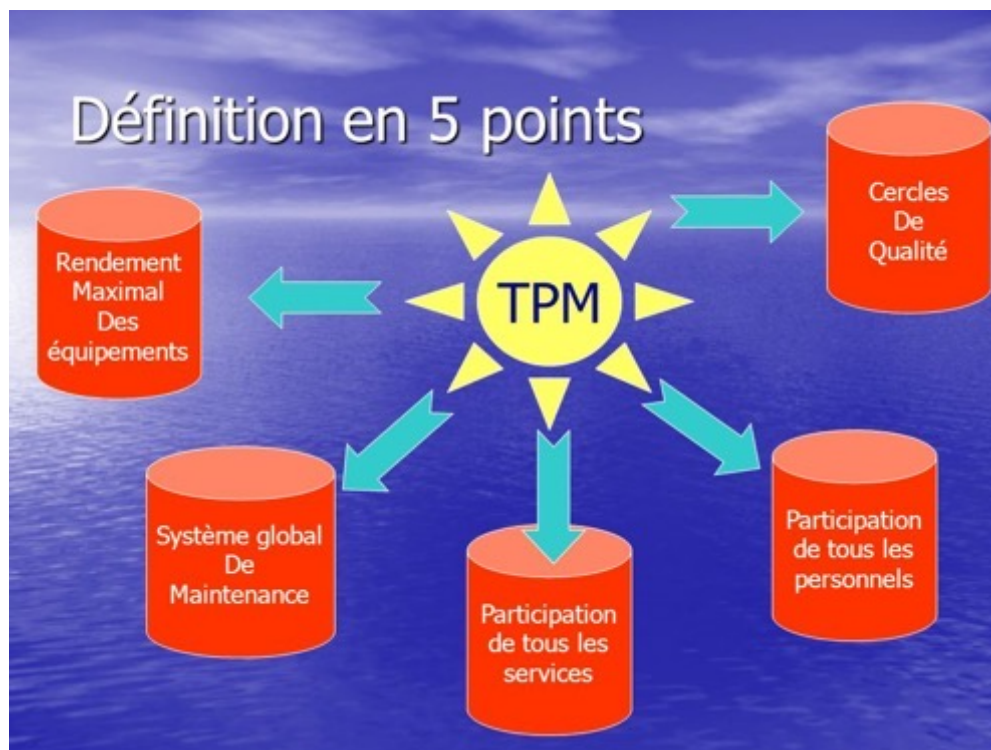 Définition en 5 points
Cercles
De
Qualité
Rendement
Maximal
Des
équipements
TPM
Système global
De
Maintenance
Participation
de tous les
services
Participation
de tous les
personnels